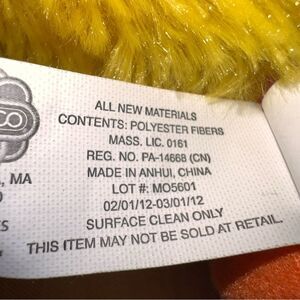 ALL NEW MATERIALS
CONTENTS: POLYESTER FIBERS
MASS. LIC. 0161
REG. NO. PA-14668 (CN)
MADE IN ANHUI, CHINA
LOT #: MO5601
02/01/12-03/01/12
SURFACE CLEAN ONLY
THIS ITEM MAY NOT BE SOLD AT RETAIL.
MA